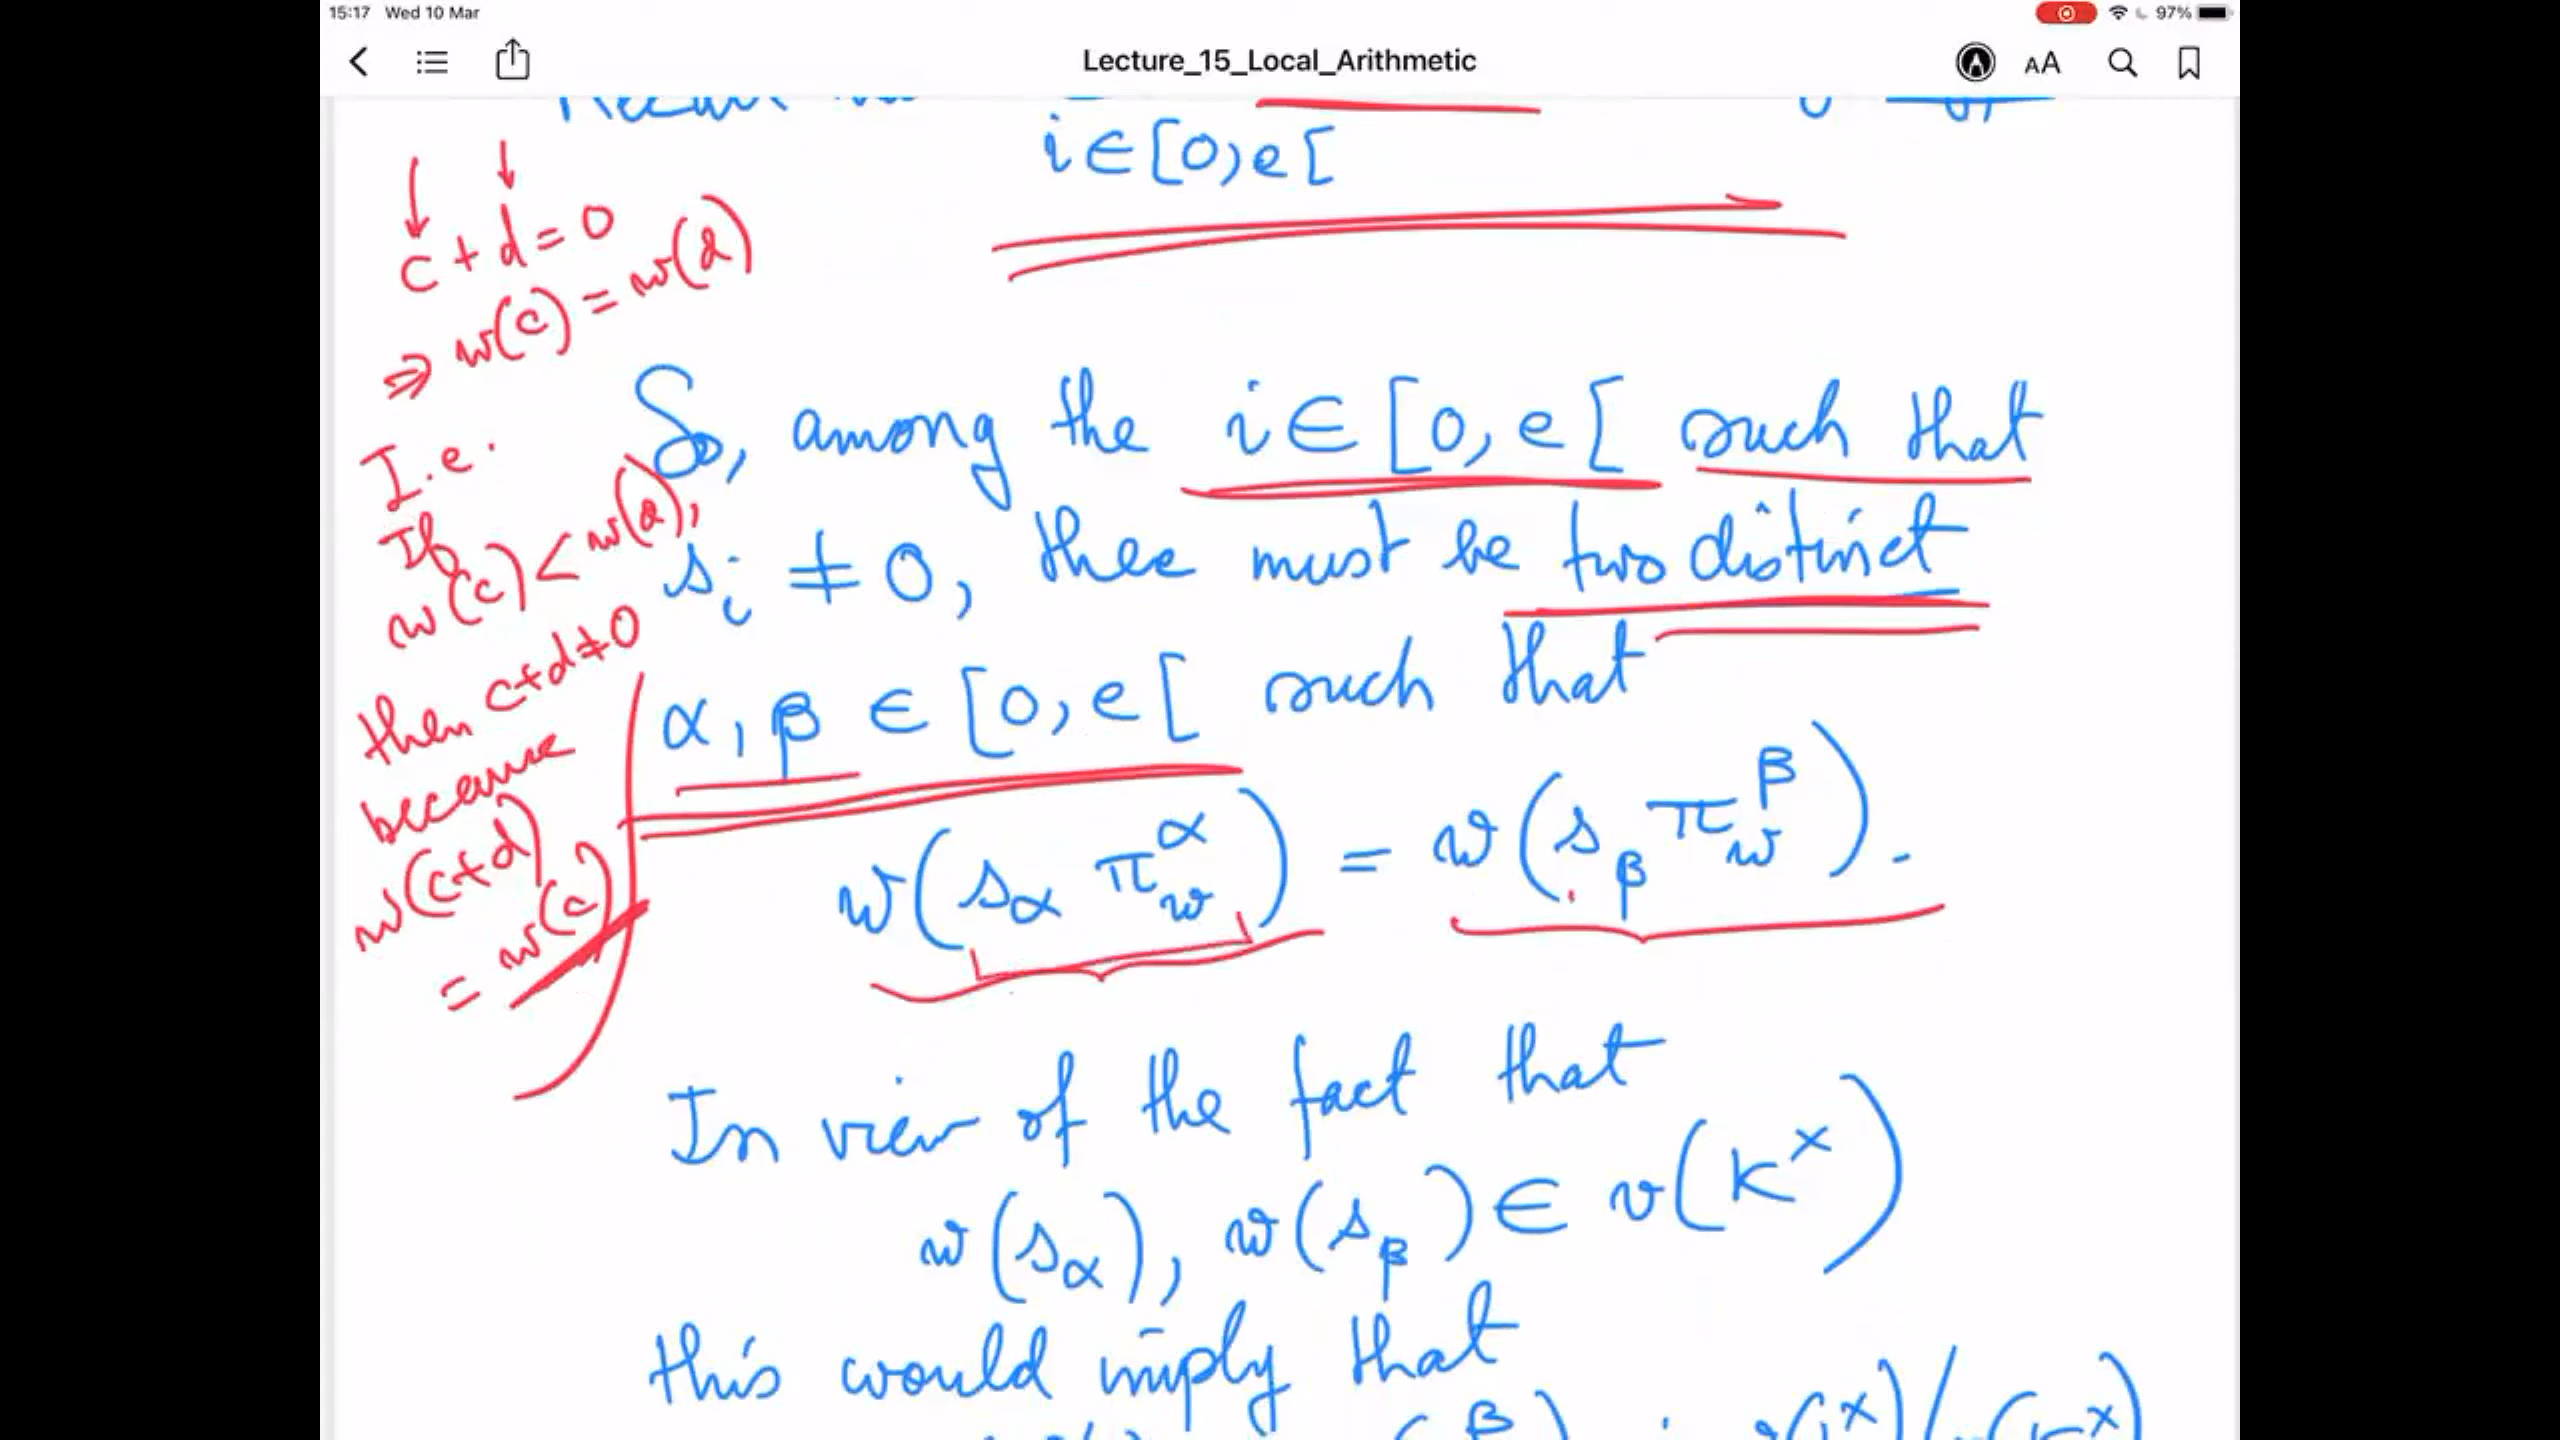 15:17 Wed 10 Mar
97%
Lecture_15_Local_Arithmetic
AA
i ∈ [0, e[
c + d = 0
⇒ w(c) = w(d)
I.e.
If
w(c) < w(d),
then c+d ≠ 0
because
w(c+d)
= w(c)
So, among the i ∈ [0, e[ such that
s_i ≠ 0, thee must be two distinct
α, β ∈ [0, e[ such that
w(s_α π_w^α) = w(s_β π_w^β).
In view of the fact that
w(s_α), w(s_β) ∈ v(K^×)
this would imply that